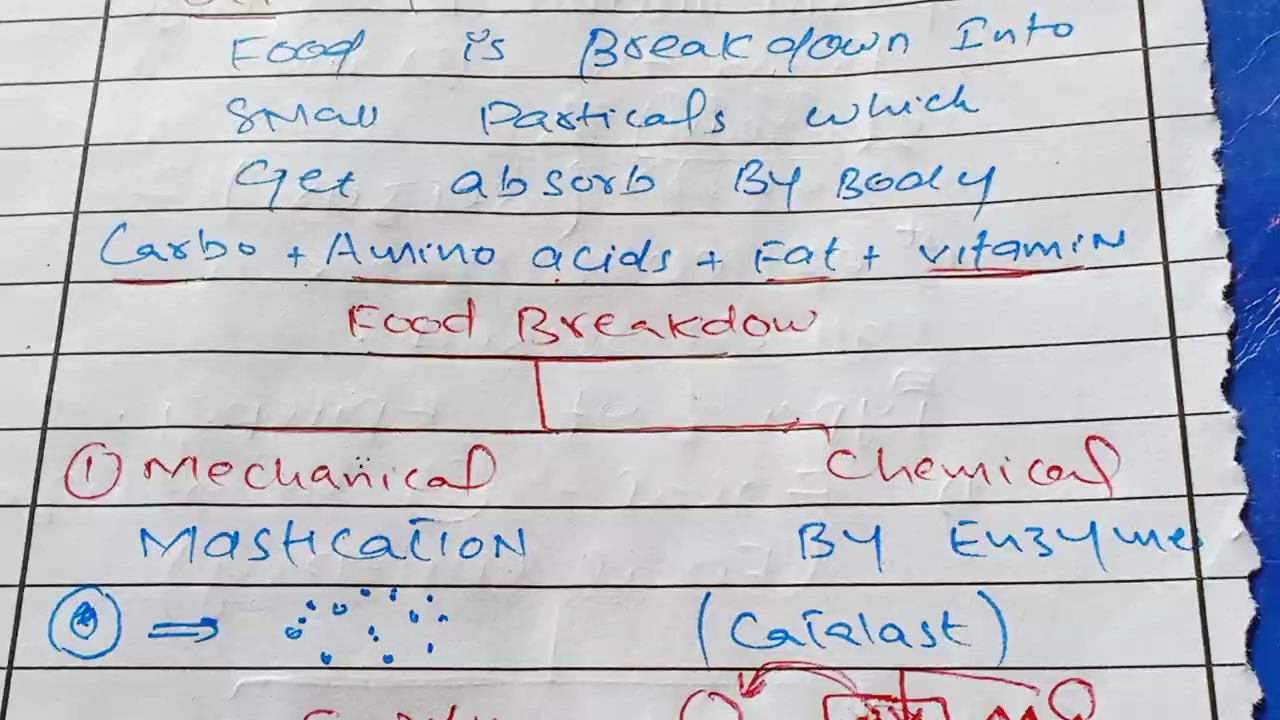 Food is Breakdown Into
Small Particals which
Get absorb By Body
Carbo + Amino acids + Fat + vitamin
Food Breakdow
① Mechanical Chemical
Mastication By Enzyme
(Catalast)